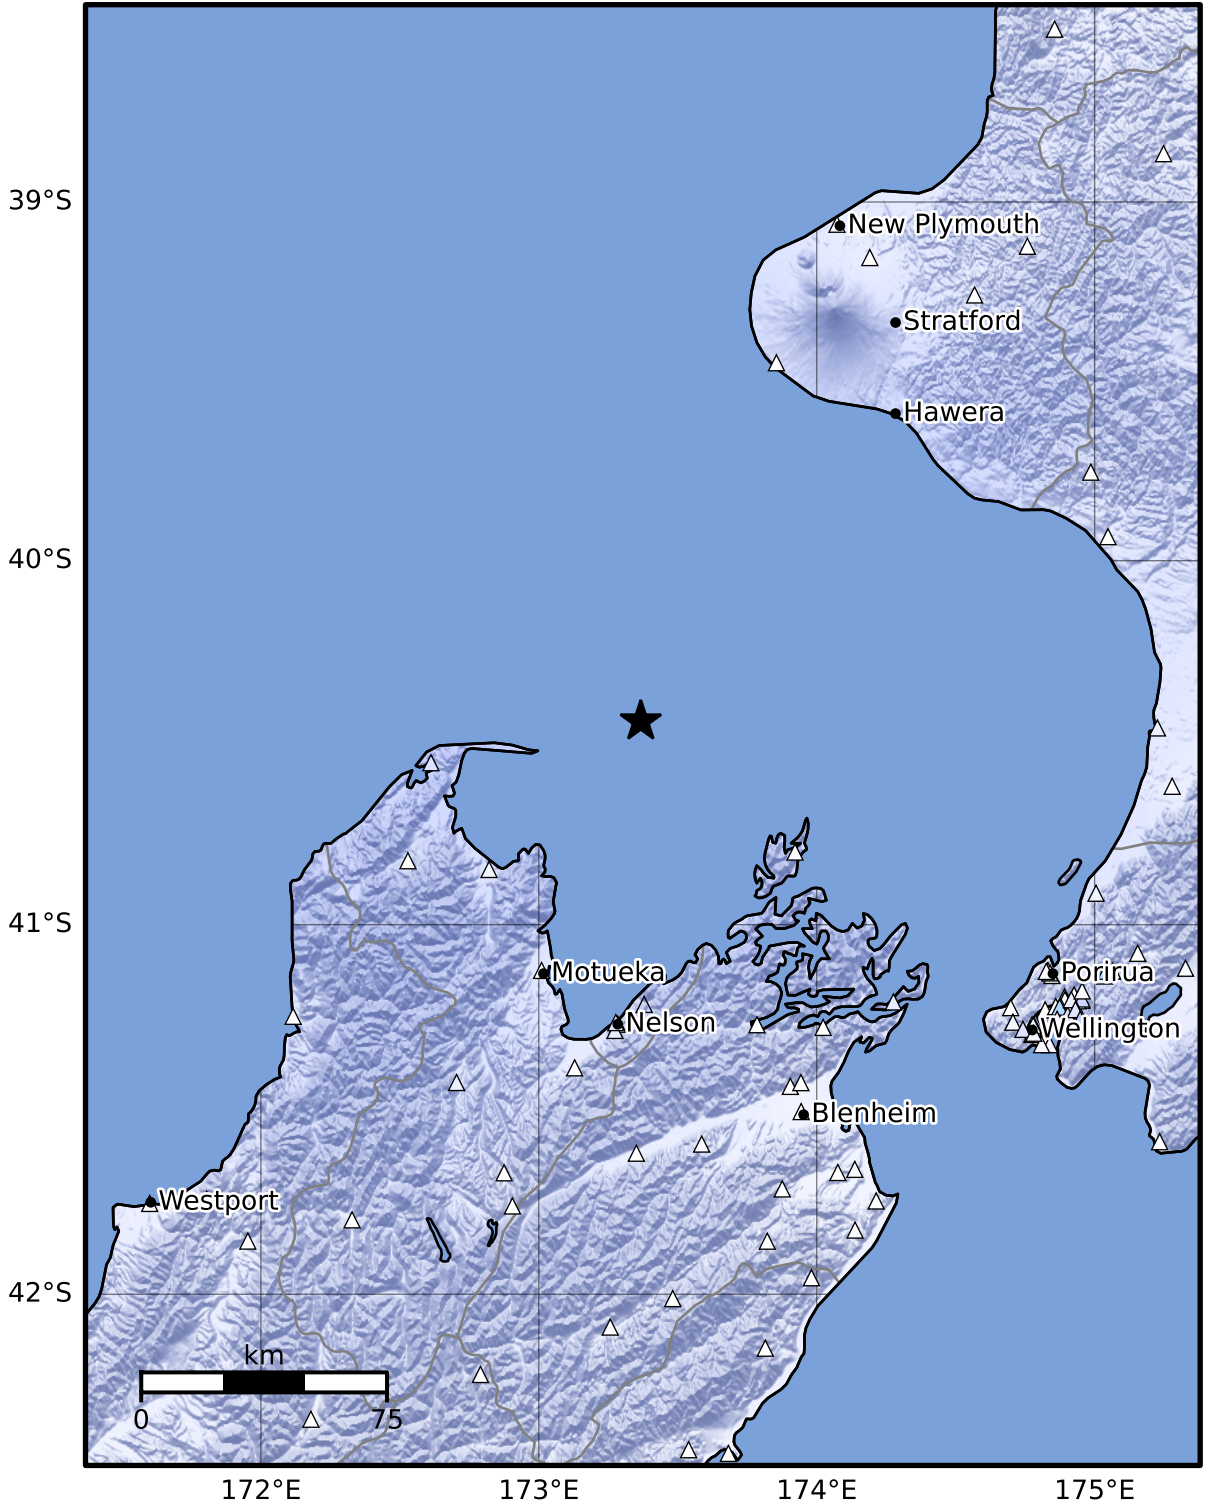 39°S
New Plymouth
Stratford
Hawera
40°S
41°S
Motueka
Porirua
Nelson
Wellington
Blenheim
Westport
42°S
km
0 75
172°E 173°E 174°E 175°E